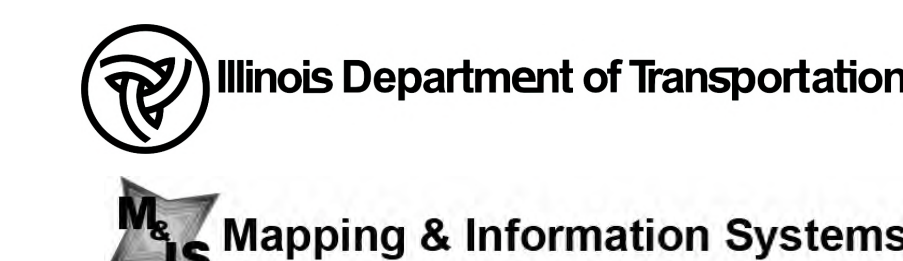 Illinois Department of Transportation
M&IS Mapping & Information Systems